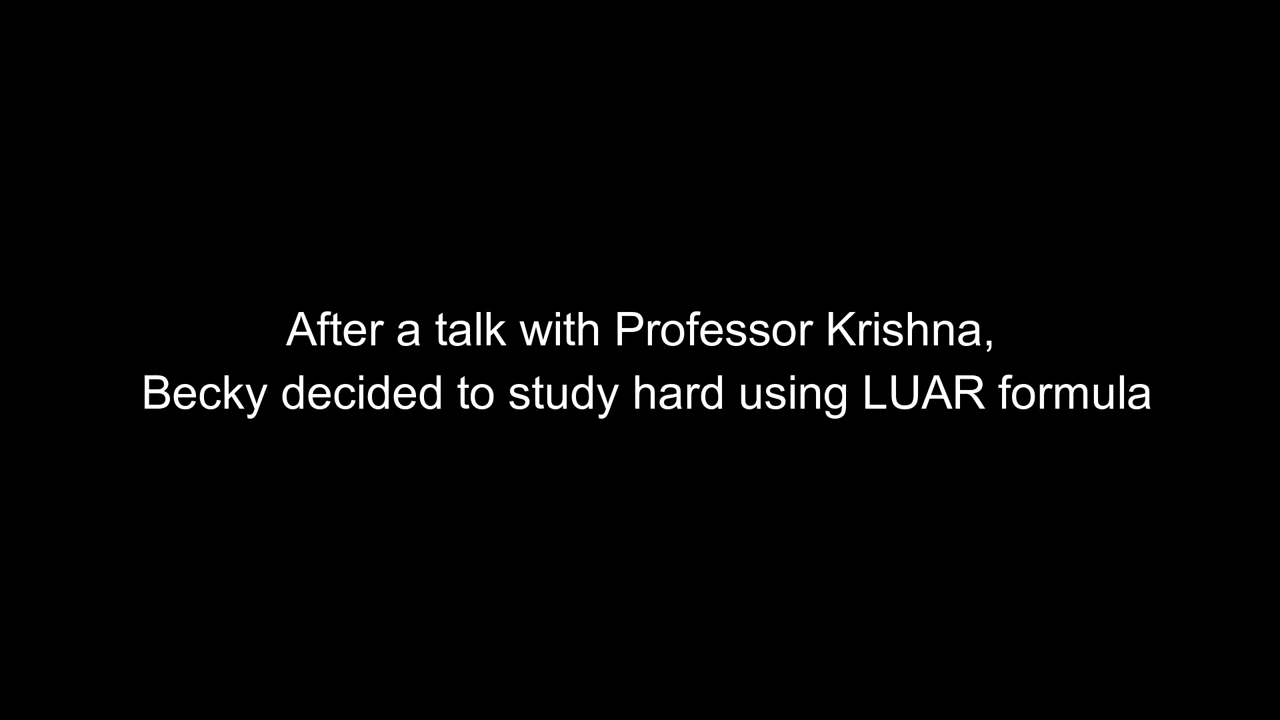 After a talk with Professor Krishna,
Becky decided to study hard using LUAR formula